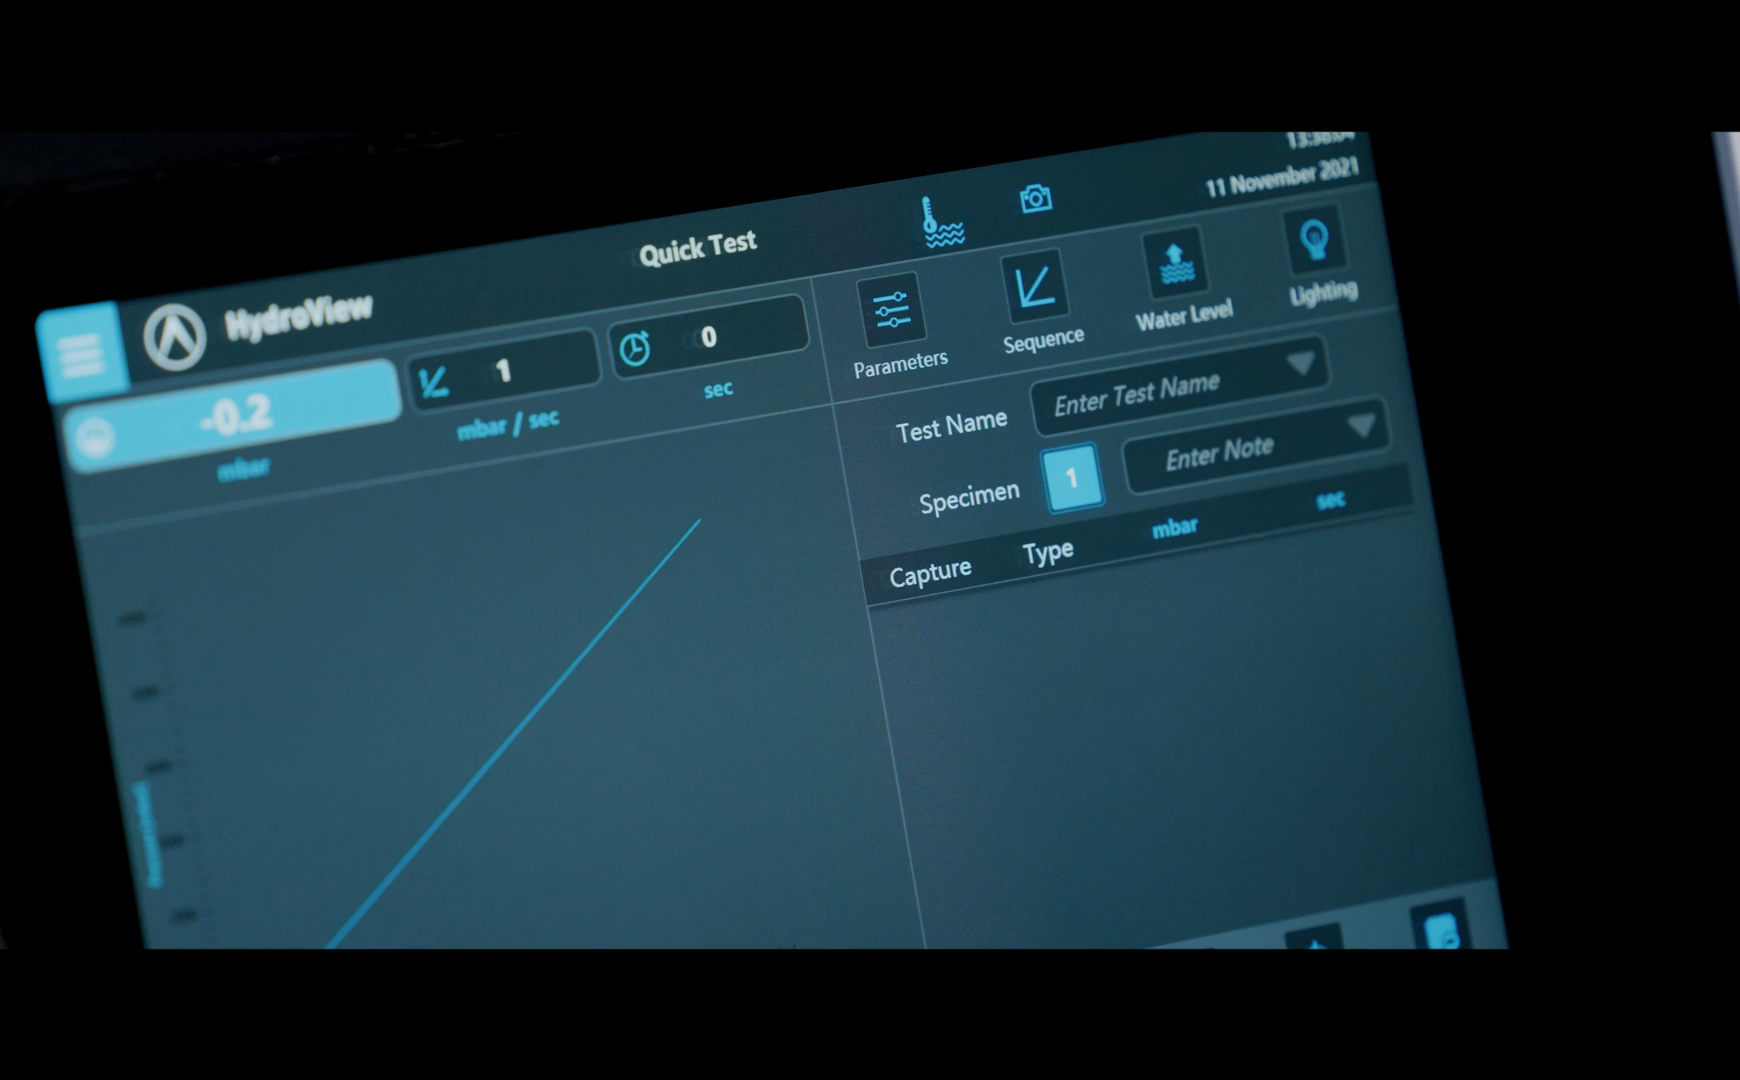 11 November 2021
Quick Test
HydroView
-0.2
mbar
1
mbar / sec
0
sec
Parameters
Sequence
Water Level
Lighting
Test Name
Enter Test Name
Specimen
1
Enter Note
Capture
Type
mbar
sec